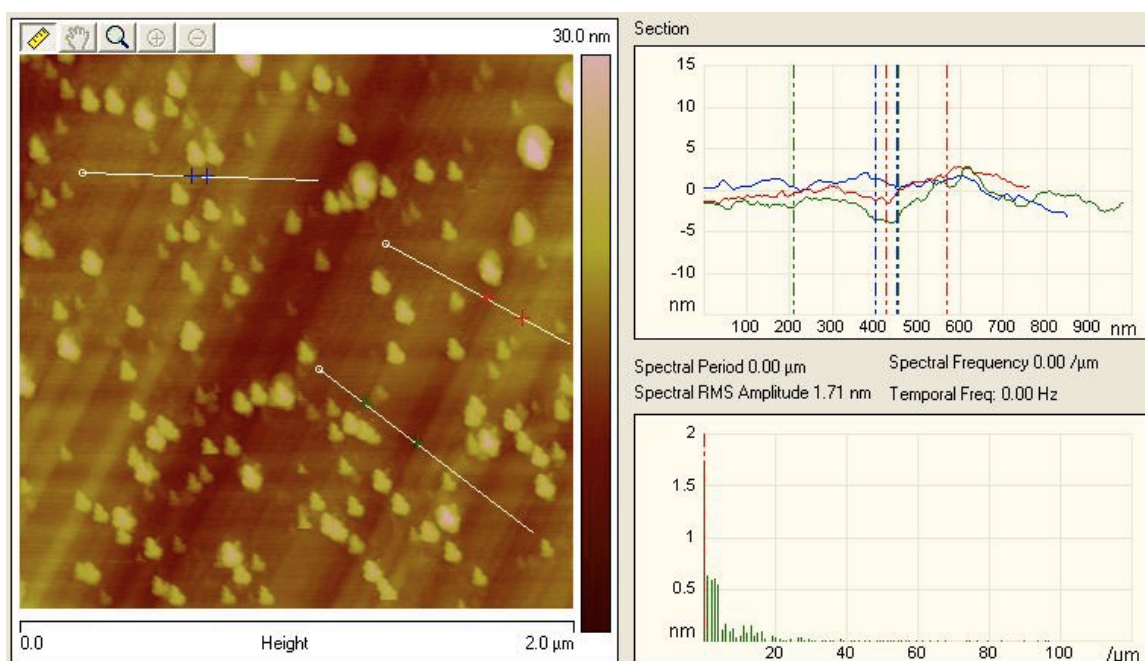 30.0 nm
0.0 Height 2.0 µm
Section
15
10
5
0
-5
-10
nm
100 200 300 400 500 600 700 800 900 nm
Spectral Period 0.00 µm Spectral Frequency 0.00 /µm
Spectral RMS Amplitude 1.71 nm Temporal Freq: 0.00 Hz
2
1.5
1
0.5
nm
20 40 60 80 100 /µm